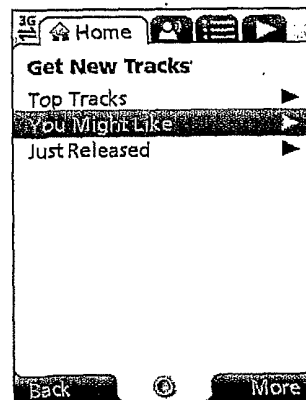 3G Home
Get New Tracks
Top Tracks
You Might Like
Just Released
Back More